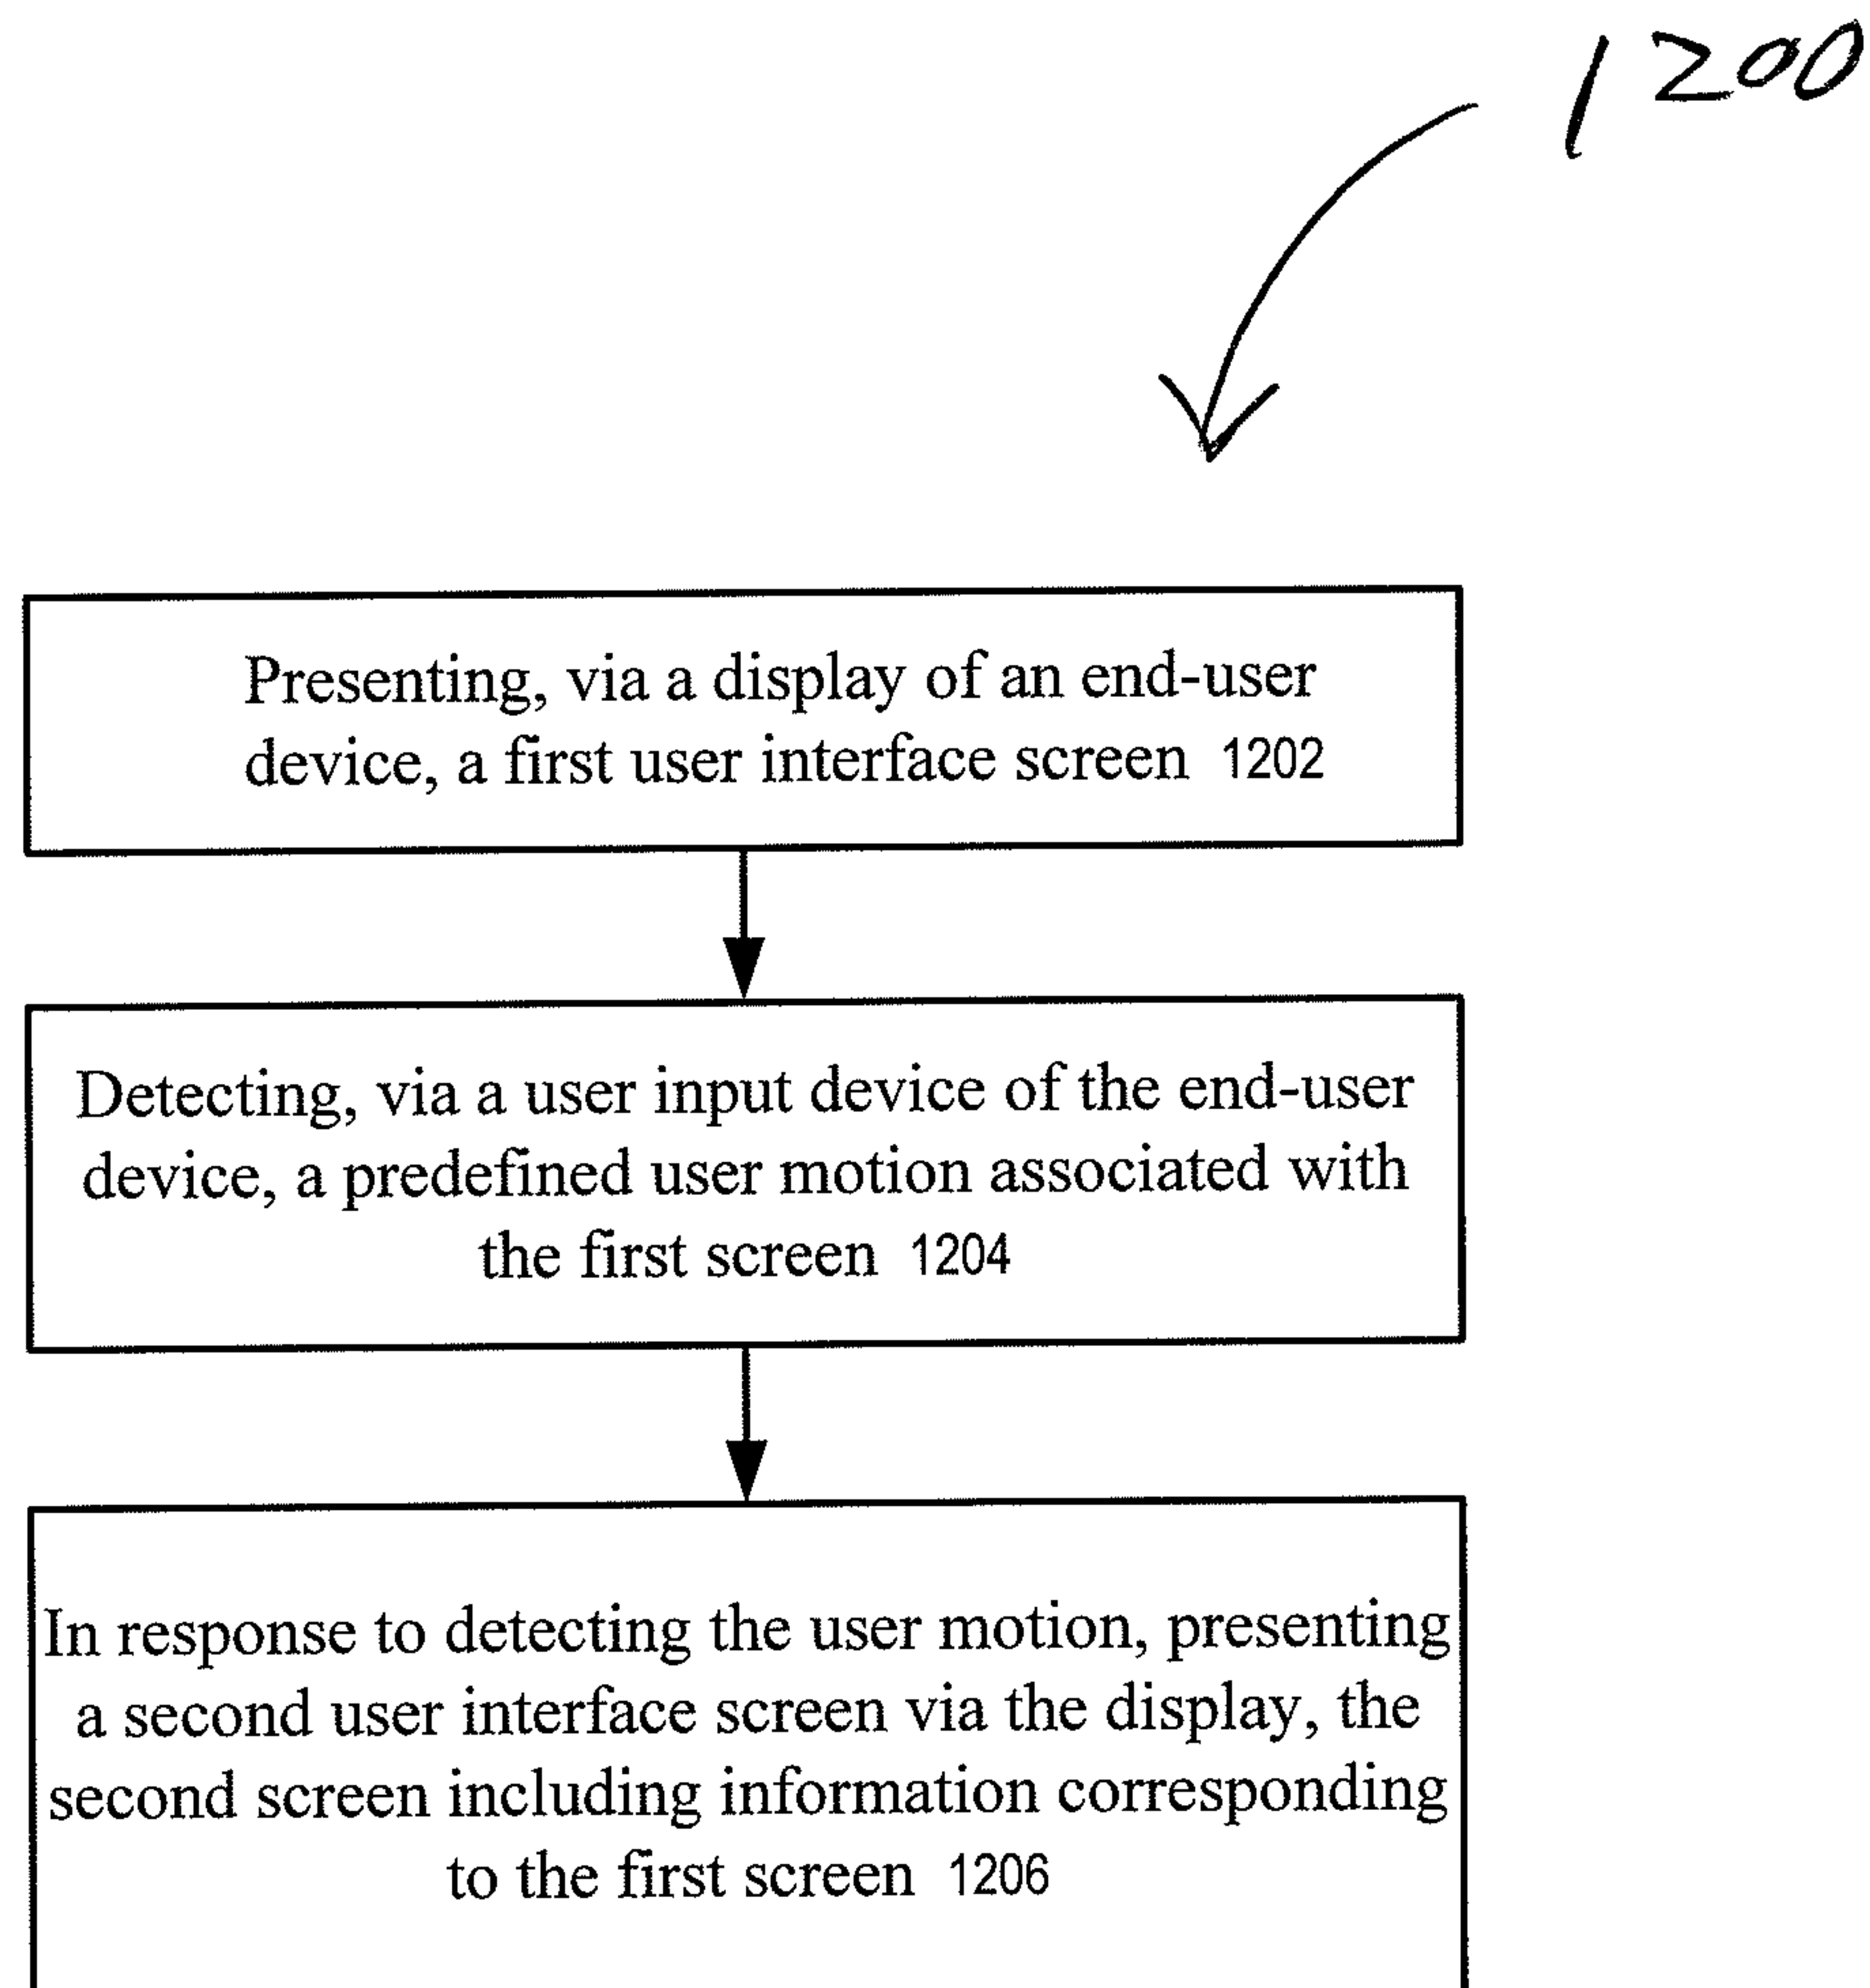 1200
Presenting, via a display of an end-user
device, a first user interface screen 1202
Detecting, via a user input device of the end-user
device, a predefined user motion associated with
the first screen 1204
In response to detecting the user motion, presenting
a second user interface screen via the display, the
second screen including information corresponding
to the first screen 1206